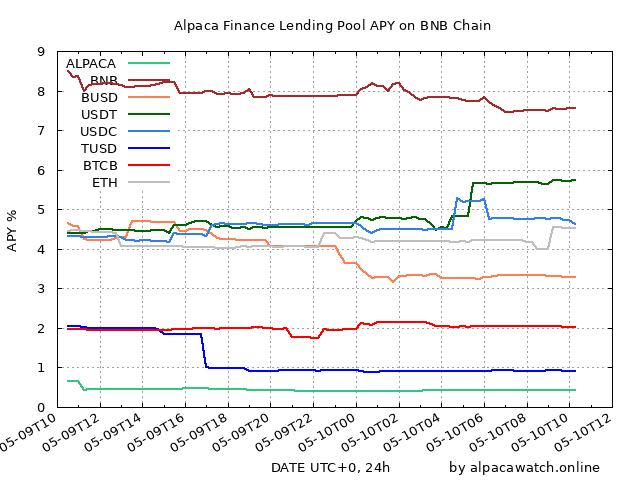 Alpaca Finance Lending Pool APY on BNB Chain
9
8
7
6
5
4
3
2
1
0
APY %
ALPACA
BNB
BUSD
USDT
USDC
TUSD
BTCB
ETH
05-09T10
05-09T12
05-09T14
05-09T16
05-09T18
05-09T20
05-09T22
05-10T00
05-10T02
05-10T04
05-10T06
05-10T08
05-10T10
05-10T12
DATE UTC+0, 24h
by alpacawatch.online